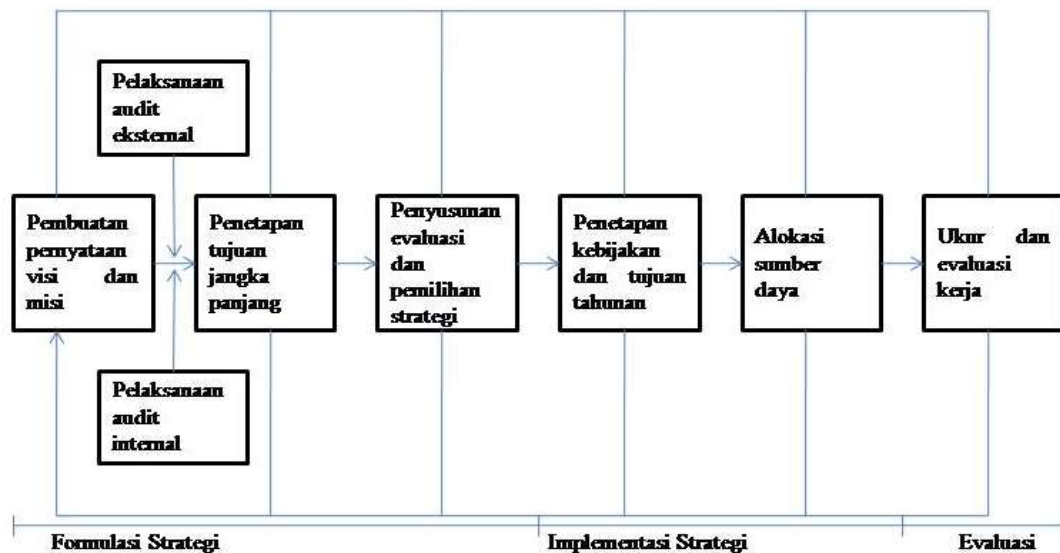 Pelaksanaan
audit
eksternal
Pembuatan
pernyataan
visi dan
misi
Penetapan
tujuan
jangka
panjang
Penyusunan
evaluasi
dan
pemilihan
strategi
Penetapan
kebijakan
dan tujuan
tahunan
Alokasi
sumber
daya
Ukur dan
evaluasi
kerja
Pelaksanaan
audit
internal
Formulasi Strategi
Implementasi Strategi
Evaluasi